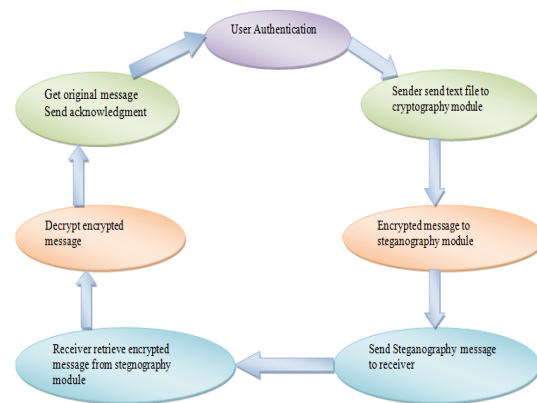 User Authentication
Sender send text file to
cryptography module
Encrypted message to
steganography module
Send Steganography message
to receiver
Receiver retrieve encrypted
message from stegnography
module
Decrypt encrypted
message
Get original message
Send acknowledgment